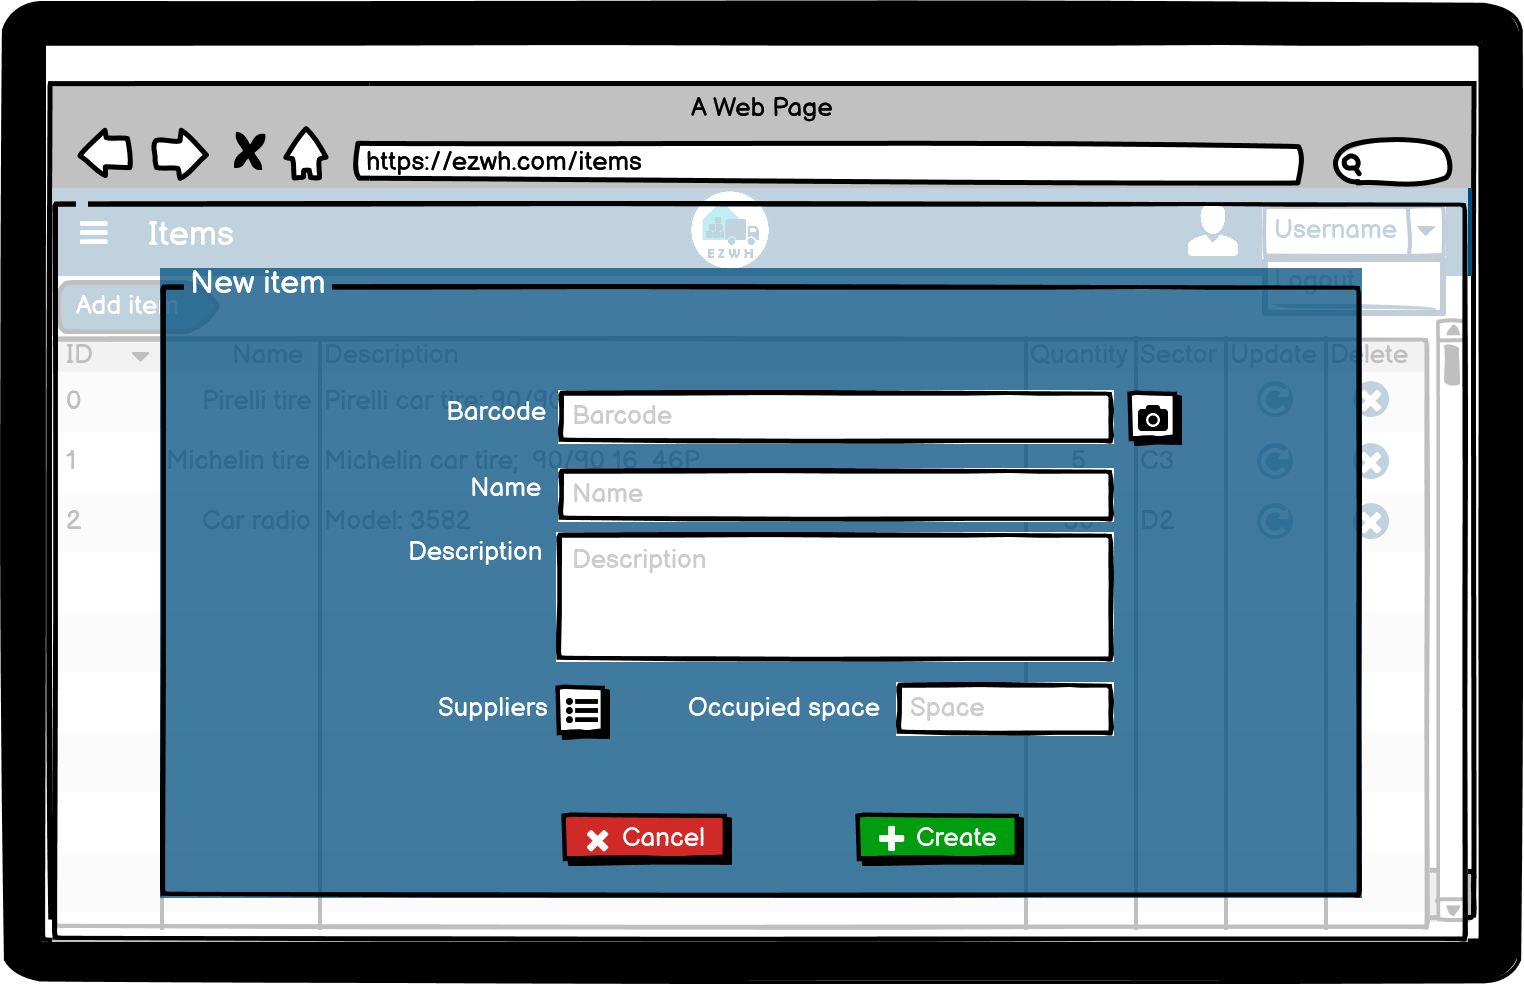 A Web Page
https://ezwh.com/items
Items
EZWH
Username
Logout
New item
Add item
ID Name Description Quantity Sector Update Delete
0 Pirelli tire Pirelli car tire; 90/90
Barcode Barcode
1 Michelin tire Michelin car tire; 90/90 16 46P 5 C3
Name Name
2 Car radio Model: 3582 D2
Description Description
Suppliers Occupied space Space
Cancel Create